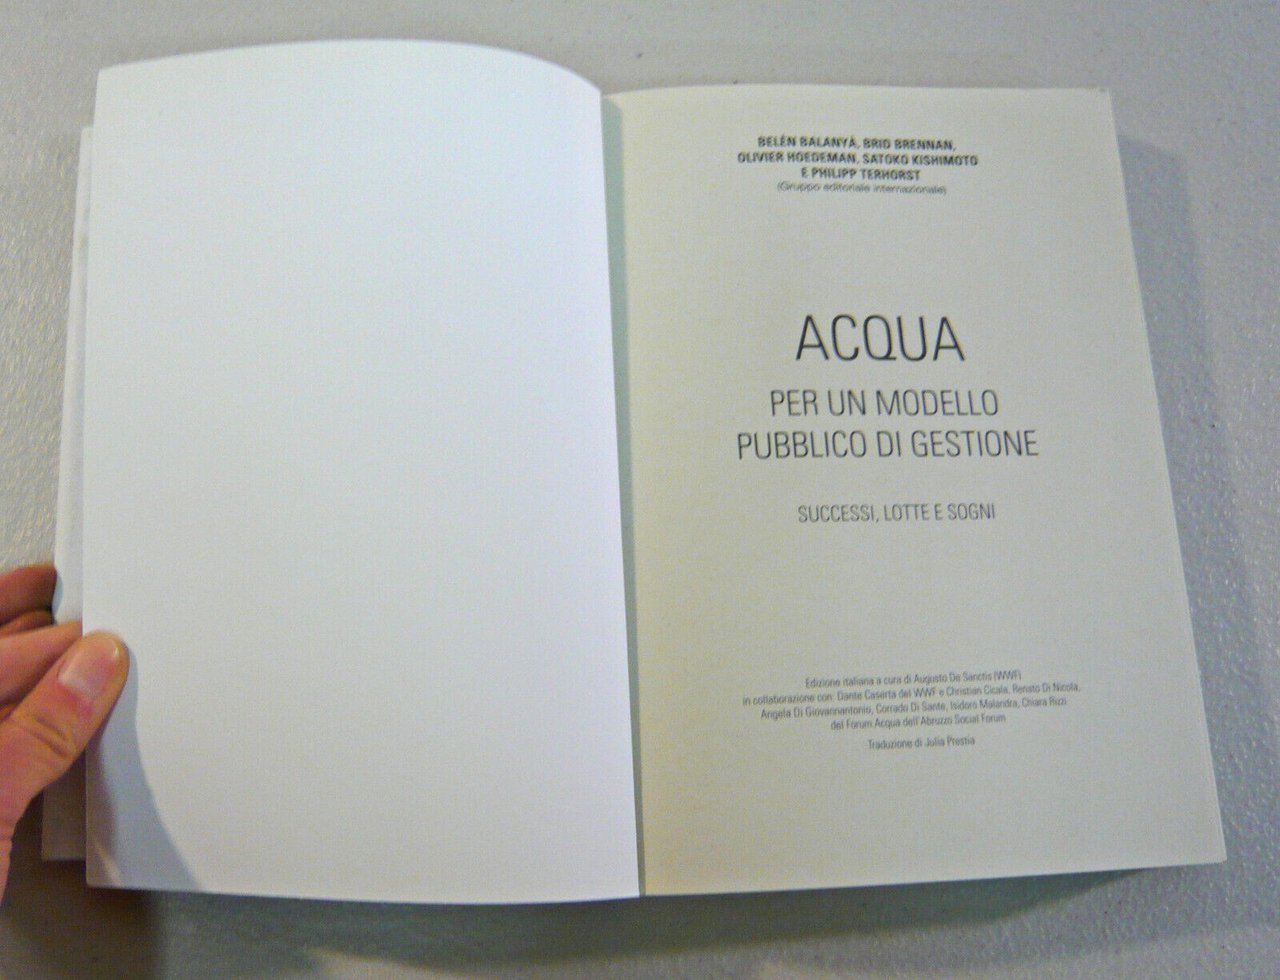 BELÉN BALANYÁ, BRID BRENNAN,
OLIVIER HOEDEMAN, SATOKO KISHIMOTO
E PHILIPP TERHORST
(Gruppo editoriale internazionale)
ACQUA
PER UN MODELLO
PUBBLICO DI GESTIONE
SUCCESSI, LOTTE E SOGNI
Edizione italiana a cura di Augusto De Sanctis (WWF)
in collaborazione con: Dante Caserta del WWF e Christian Cicala, Renato Di Nicola,
Angela Di Giovannantonio, Corrado Di Sante, Isidoro Malandra, Chiara Rizzi
del Forum Acqua dell'Abruzzo Social Forum
Traduzione di Julia Prestia